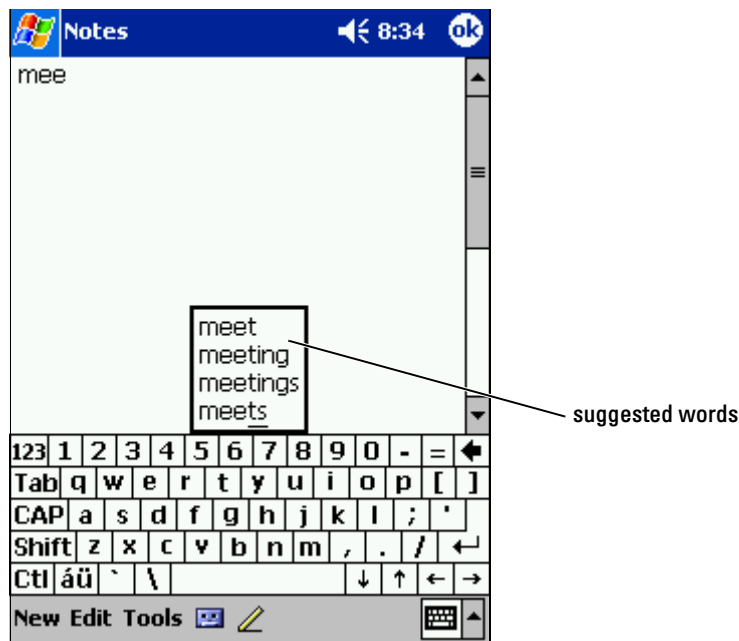 Notes 8:34 ok
mee
meet
meeting
meetings
meets
suggested words
123 1 2 3 4 5 6 7 8 9 0 - =
Tab q w e r t y u i o p [ ]
CAP a s d f g h j k l ; '
Shift z x c v b n m , . /
Ctl áü ` \ ↓ ↑ ← →
New Edit Tools